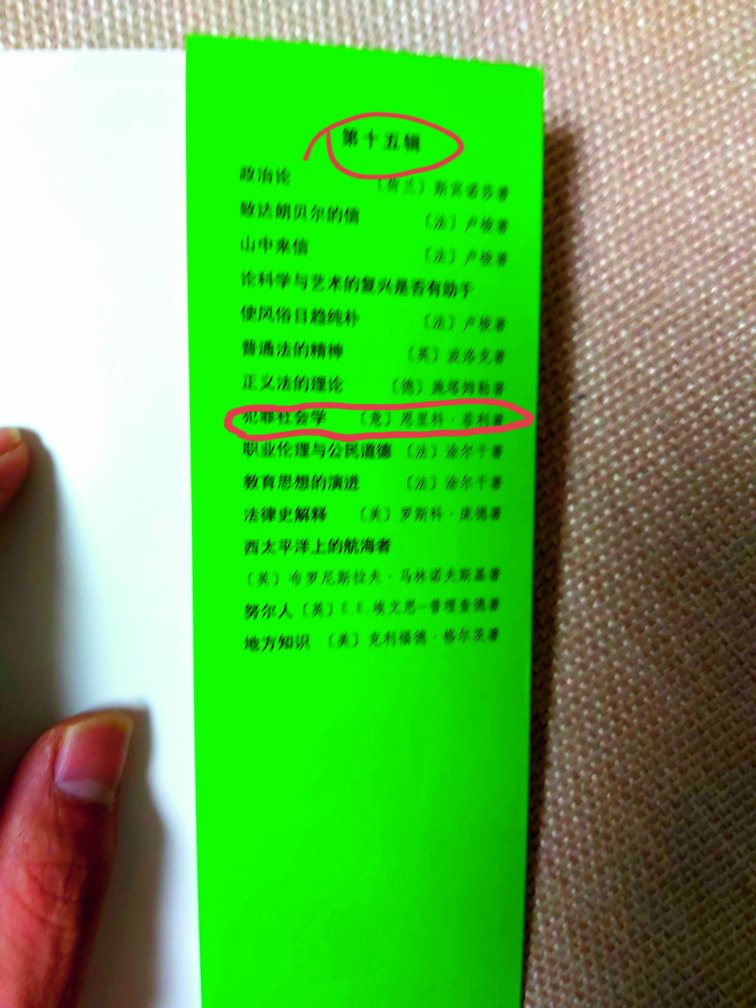 第十五辑
政治论 〔荷兰〕斯宾诺莎著
致达朗贝尔的信 〔法〕卢梭著
山中来信 〔法〕卢梭著
论科学与艺术的复兴是否有助于
使风俗日趋纯朴 〔法〕卢梭著
普通法的精神 〔英〕波洛克著
正义法的理论 〔德〕施塔姆勒著
犯罪社会学 〔意〕恩里科·菲利著
职业伦理与公民道德 〔法〕涂尔干著
教育思想的演进 〔法〕涂尔干著
法律史解释 〔美〕罗斯科·庞德著
西太平洋上的航海者
〔英〕布罗尼斯拉夫·马林诺夫斯基著
努尔人 〔英〕E.E.埃文思-普理查德著
地方知识 〔美〕克利福德·格尔茨著